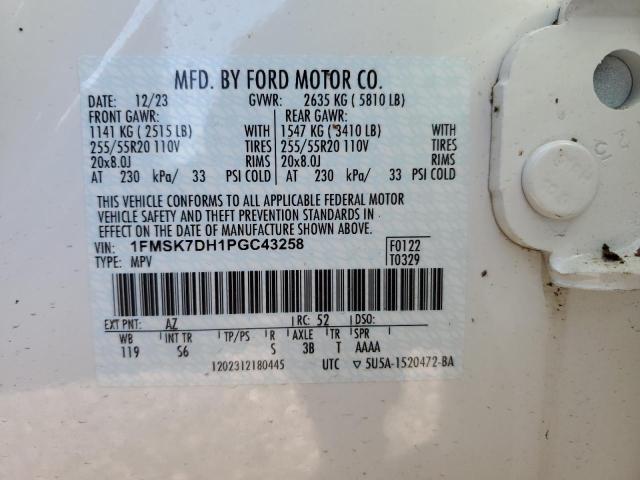 MFD. BY FORD MOTOR CO.
DATE: 12/23 GVWR: 2635 KG ( 5810 LB)
FRONT GAWR: REAR GAWR:
1141 KG ( 2515 LB) WITH 1547 KG ( 3410 LB) WITH
255/55R20 110V TIRES 255/55R20 110V TIRES
20x8.0J RIMS 20x8.0J RIMS
AT 230 kPa/ 33 PSI COLD AT 230 kPa/ 33 PSI COLD
THIS VEHICLE CONFORMS TO ALL APPLICABLE FEDERAL MOTOR
VEHICLE SAFETY AND THEFT PREVENTION STANDARDS IN
EFFECT ON THE DATE OF MANUFACTURE SHOWN ABOVE.
VIN: 1FMSK7DH1PGC43258 F0122
TYPE: MPV T0329
EXT PNT: AZ RC: 52 DSO:
WB INT TR TP/PS R AXLE TR SPR
119 S6 S 3B T AAAA
1202312180445 UTC ▽ 5U5A-1520472-BA